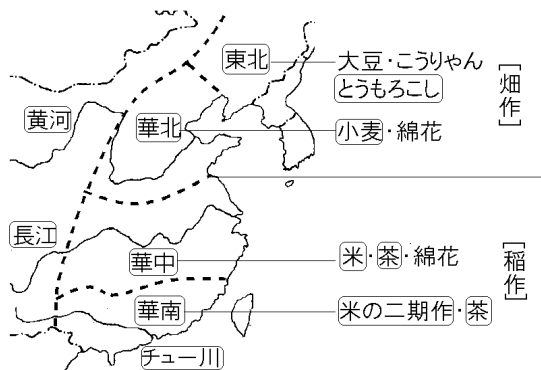 東北
大豆・こうりゃん
とうもろこし
[畑作]
黄河
華北
小麦・綿花
長江
華中
米・茶・綿花
[稲作]
華南
米の二期作・茶
チュー川